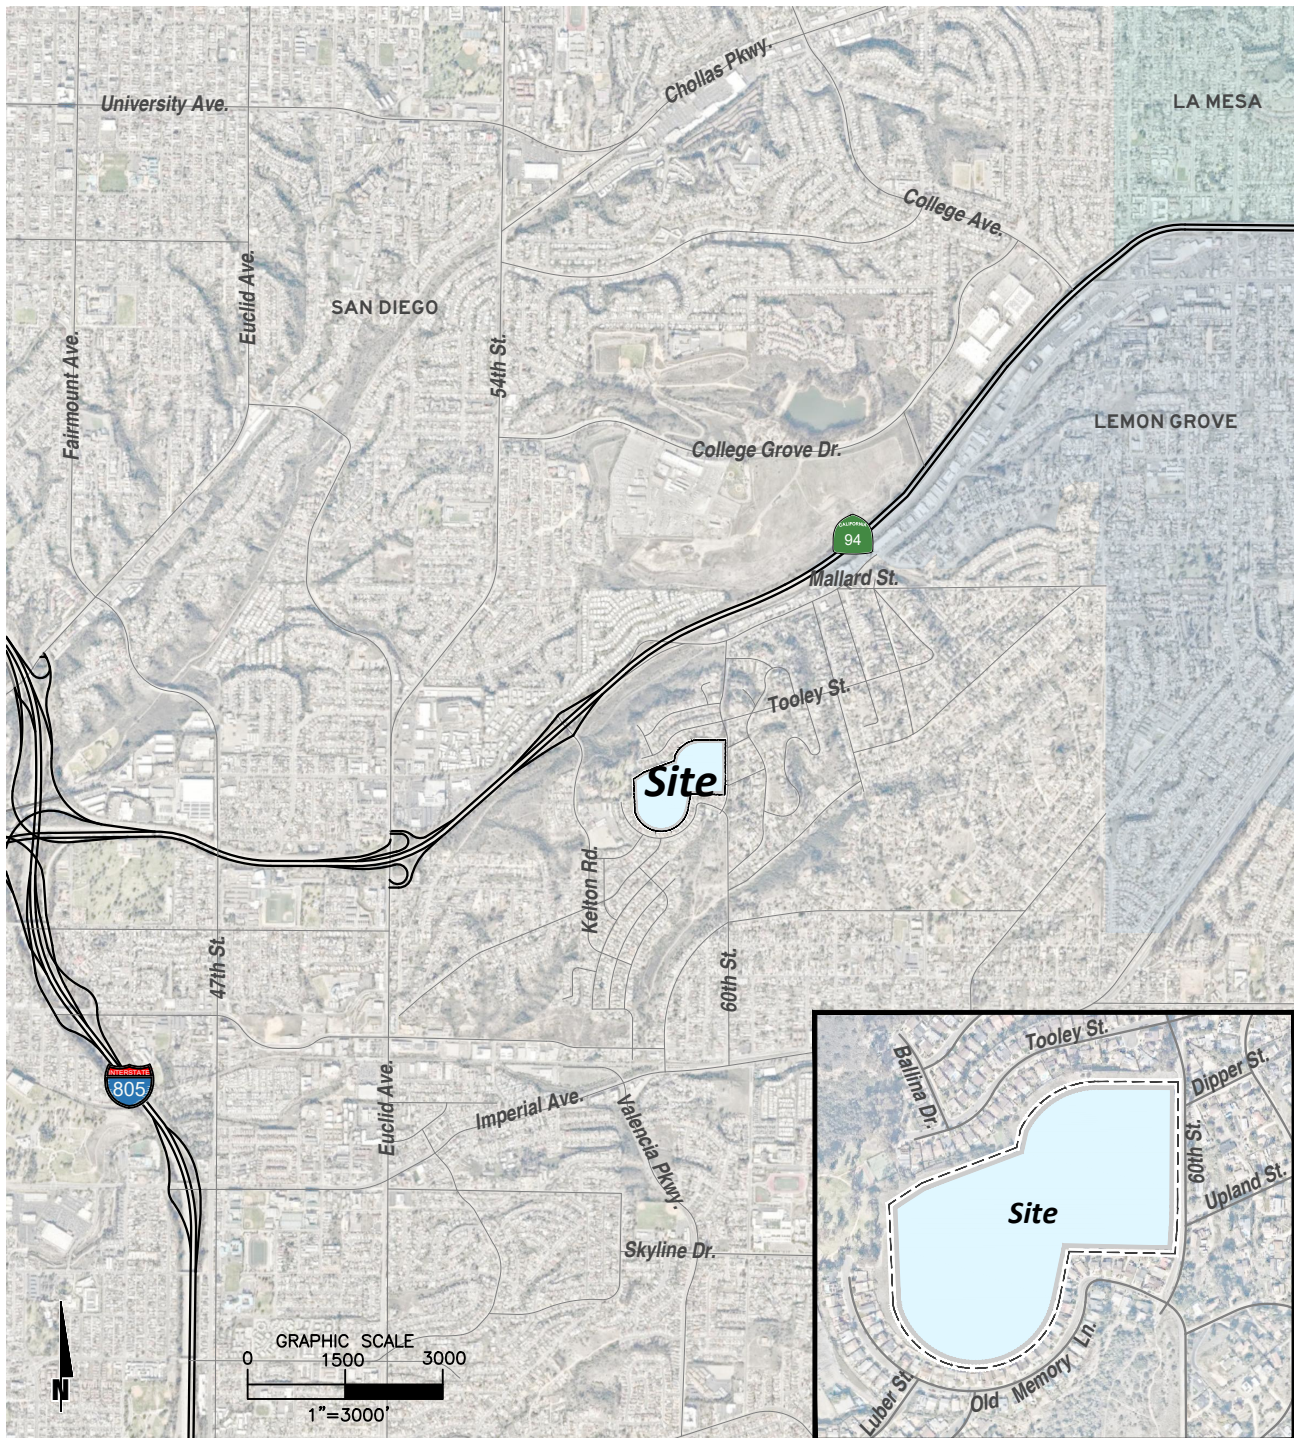 University Ave.
Chollas Pkwy.
LA MESA
College Ave.
Euclid Ave.
SAN DIEGO
Fairmount Ave.
54th St.
LEMON GROVE
College Grove Dr.
CALIFORNIA
94
Mallard St.
Tooley St.
Site
Kelton Rd.
47th St.
60th St.
INTERSTATE
805
Euclid Ave.
Imperial Ave.
Valencia Pkwy.
Skyline Dr.
Tooley St.
Ballina Dr.
Dipper St.
60th St.
Upland St.
Site
Luber St.
Old Memory Ln.
N
GRAPHIC SCALE
0 1500 3000
1"=3000'